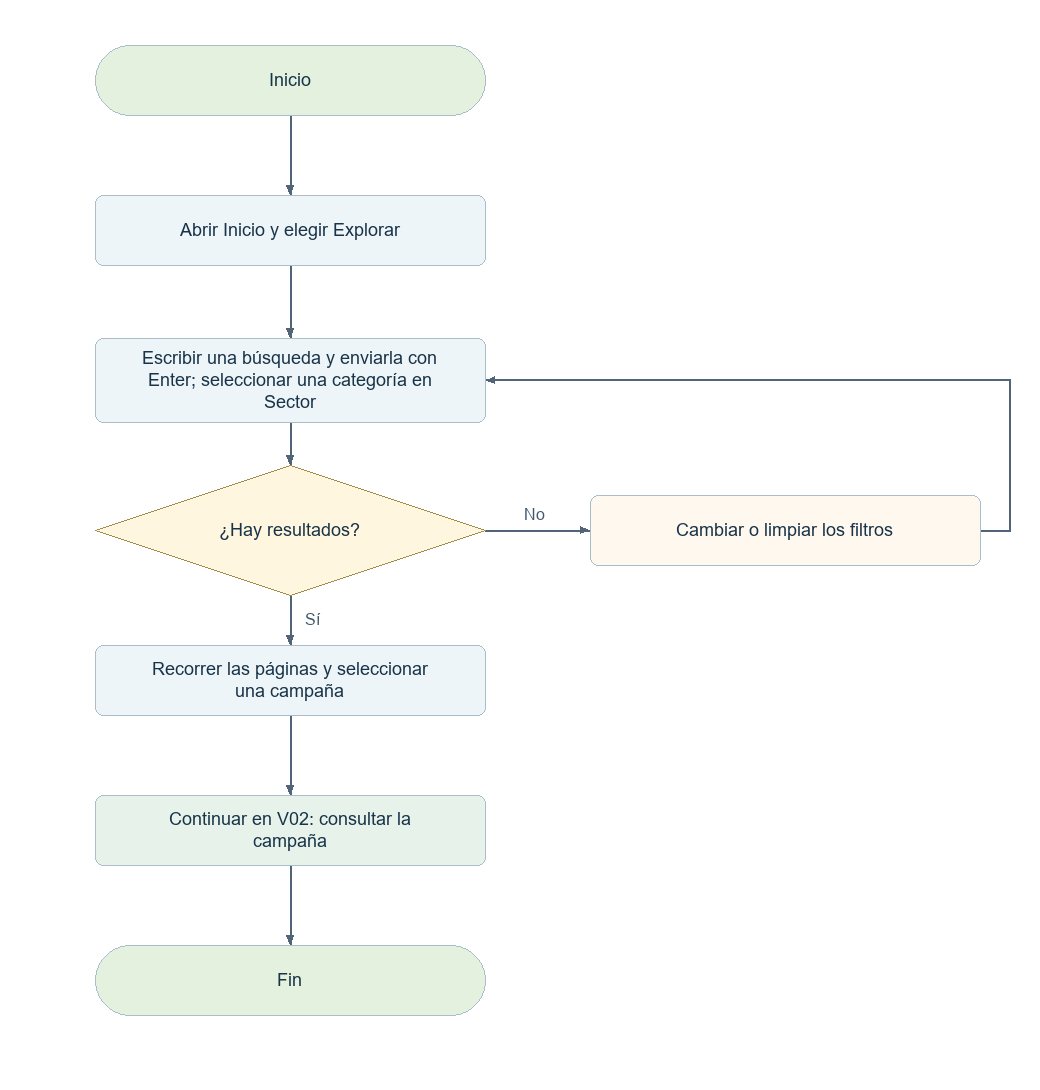 Inicio
Abrir Inicio y elegir Explorar
Escribir una búsqueda y enviarla con
Enter; seleccionar una categoría en
Sector
¿Hay resultados?
No
Cambiar o limpiar los filtros
Sí
Recorrer las páginas y seleccionar
una campaña
Continuar en V02: consultar la
campaña
Fin